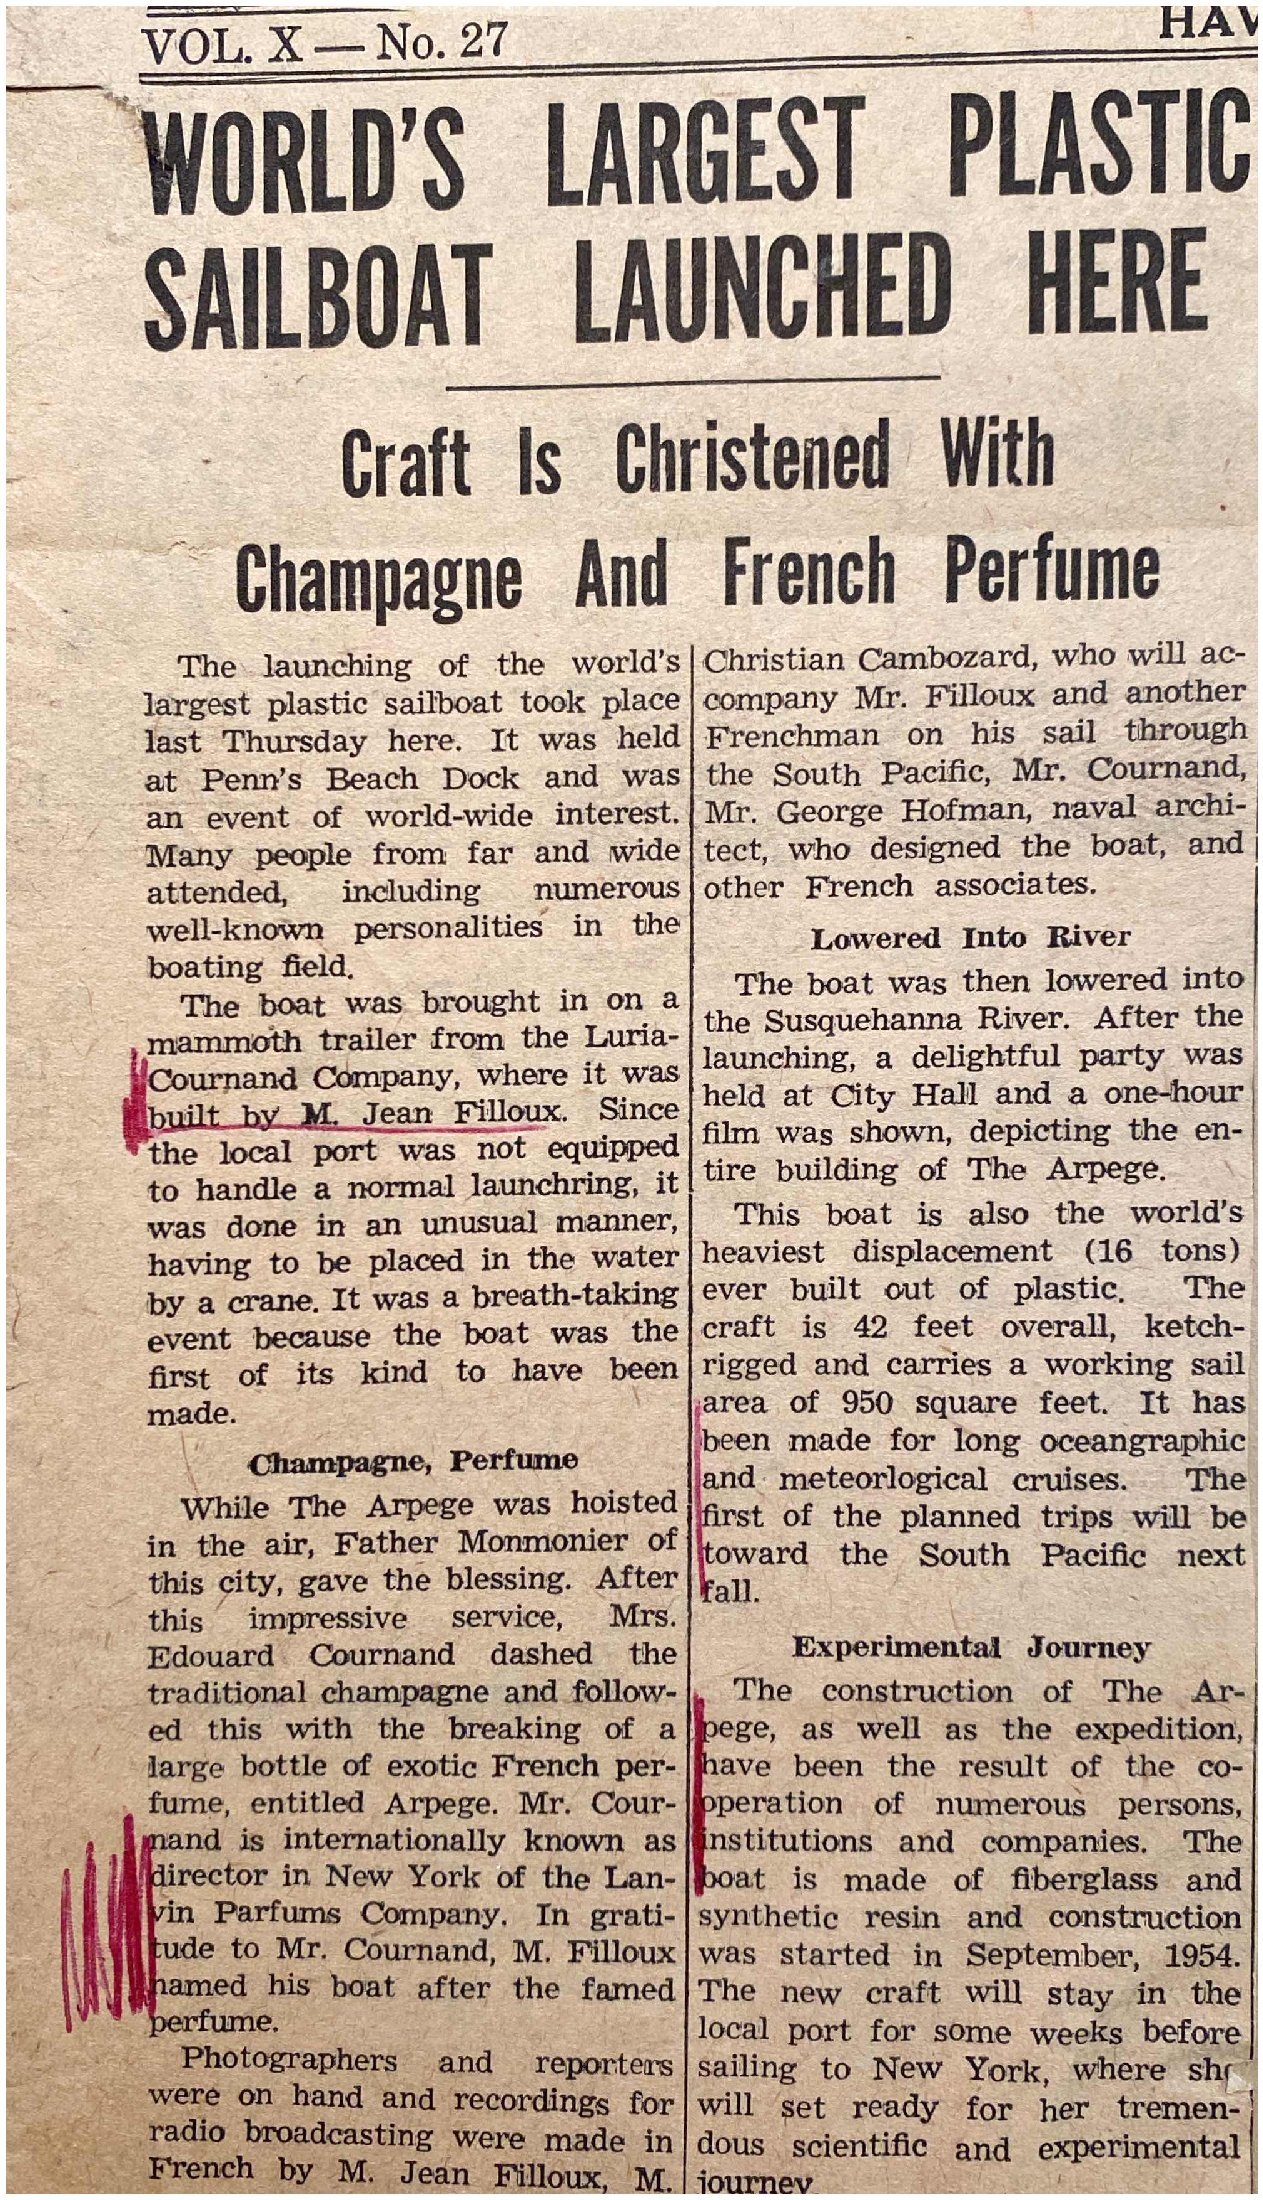 VOL. X — No. 27
HAV
WORLD'S LARGEST PLASTIC
SAILBOAT LAUNCHED HERE
Craft Is Christened With
Champagne And French Perfume
The launching of the world's
largest plastic sailboat took place
last Thursday here. It was held
at Penn's Beach Dock and was
an event of world-wide interest.
Many people from far and wide
attended, including numerous
well-known personalities in the
boating field.
The boat was brought in on a
mammoth trailer from the Luria-
Cournand Company, where it was
built by M. Jean Filloux. Since
the local port was not equipped
to handle a normal launchring, it
was done in an unusual manner,
having to be placed in the water
by a crane. It was a breath-taking
event because the boat was the
first of its kind to have been
made.
Champagne, Perfume
While The Arpege was hoisted
in the air, Father Monmonier of
this city, gave the blessing. After
this impressive service, Mrs.
Edouard Cournand dashed the
traditional champagne and follow-
ed this with the breaking of a
large bottle of exotic French per-
fume, entitled Arpege. Mr. Cour-
nand is internationally known as
director in New York of the Lan-
vin Parfums Company. In grati-
tude to Mr. Cournand, M. Filloux
named his boat after the famed
perfume.
Photographers and reporters
were on hand and recordings for
radio broadcasting were made in
French by M. Jean Filloux, M.
Christian Cambozard, who will ac-
company Mr. Filloux and another
Frenchman on his sail through
the South Pacific, Mr. Cournand,
Mr. George Hofman, naval archi-
tect, who designed the boat, and
other French associates.
Lowered Into River
The boat was then lowered into
the Susquehanna River. After the
launching, a delightful party was
held at City Hall and a one-hour
film was shown, depicting the en-
tire building of The Arpege.
This boat is also the world's
heaviest displacement (16 tons)
ever built out of plastic. The
craft is 42 feet overall, ketch-
rigged and carries a working sail
area of 950 square feet. It has
been made for long oceangraphic
and meteorlogical cruises. The
first of the planned trips will be
toward the South Pacific next
fall.
Experimental Journey
The construction of The Ar-
pege, as well as the expedition,
have been the result of the co-
operation of numerous persons,
institutions and companies. The
boat is made of fiberglass and
synthetic resin and construction
was started in September, 1954.
The new craft will stay in the
local port for some weeks before
sailing to New York, where she
will set ready for her tremen-
dous scientific and experimental
journey